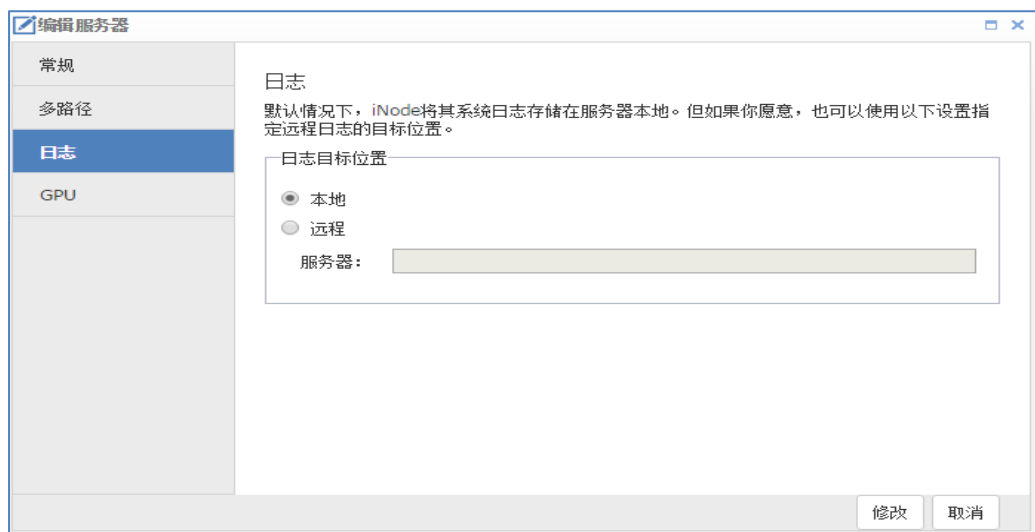 编辑服务器
常规
多路径
日志
GPU
日志
默认情况下，iNode将其系统日志存储在服务器本地。但如果你愿意，也可以使用以下设置指
定远程日志的目标位置。
日志目标位置
本地
远程
服务器：
修改
取消